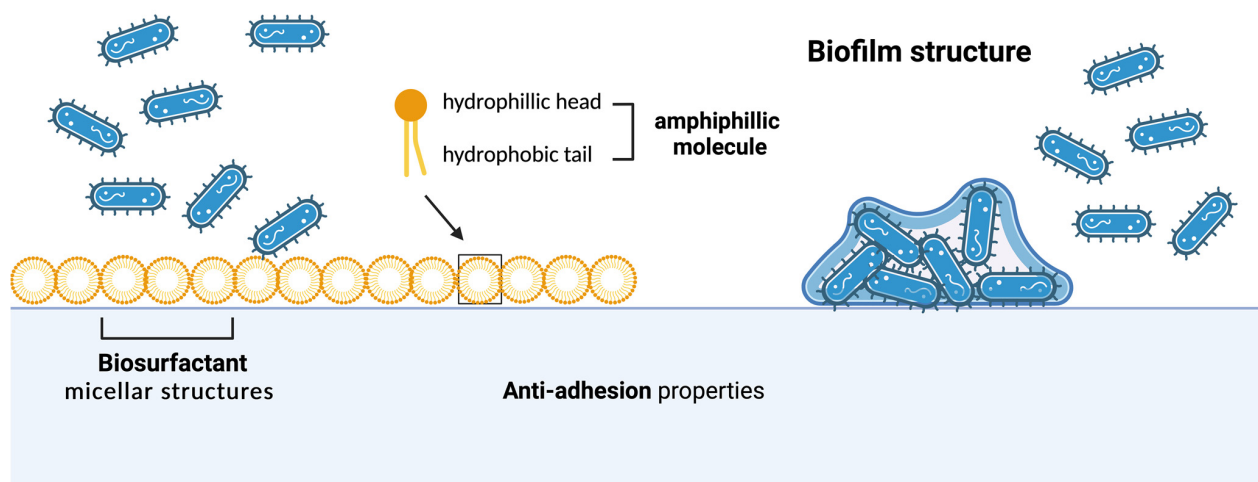 Biofilm structure
hydrophillic head
hydrophobic tail
amphiphillic
molecule
Biosurfactant
micellar structures
Anti-adhesion properties